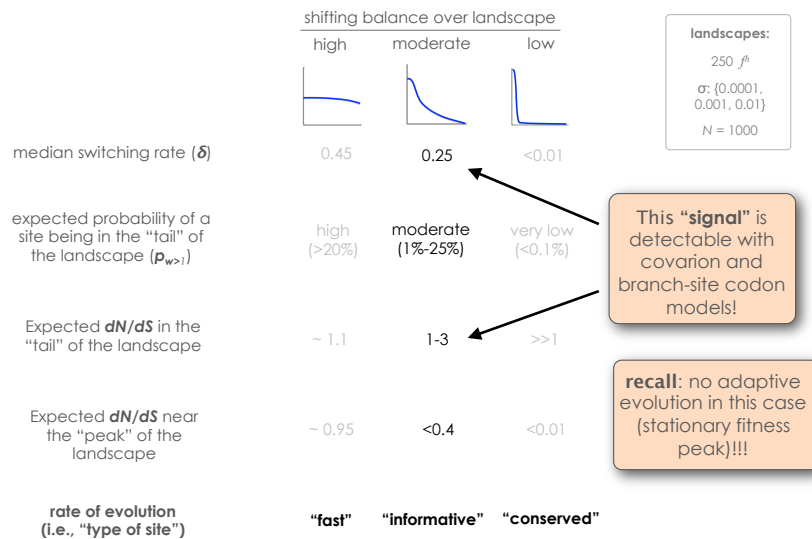 shifting balance over landscape
high moderate low
landscapes:
250 fʰ
σ: {0.0001,
0.001, 0.01}
N = 1000
median switching rate (δ) 0.45 0.25 <0.01
expected probability of a
site being in the “tail” of
the landscape (pw>1)
high
(>20%)
moderate
(1%-25%)
very low
(<0.1%)
This “signal” is
detectable with
covarion and
branch-site codon
models!
Expected dN/dS in the
“tail” of the landscape
~ 1.1 1-3 >>1
recall: no adaptive
evolution in this case
(stationary fitness
peak)!!!
Expected dN/dS near
the “peak” of the
landscape
~ 0.95 <0.4 <0.01
rate of evolution
(i.e., “type of site”)
“fast” “informative” “conserved”